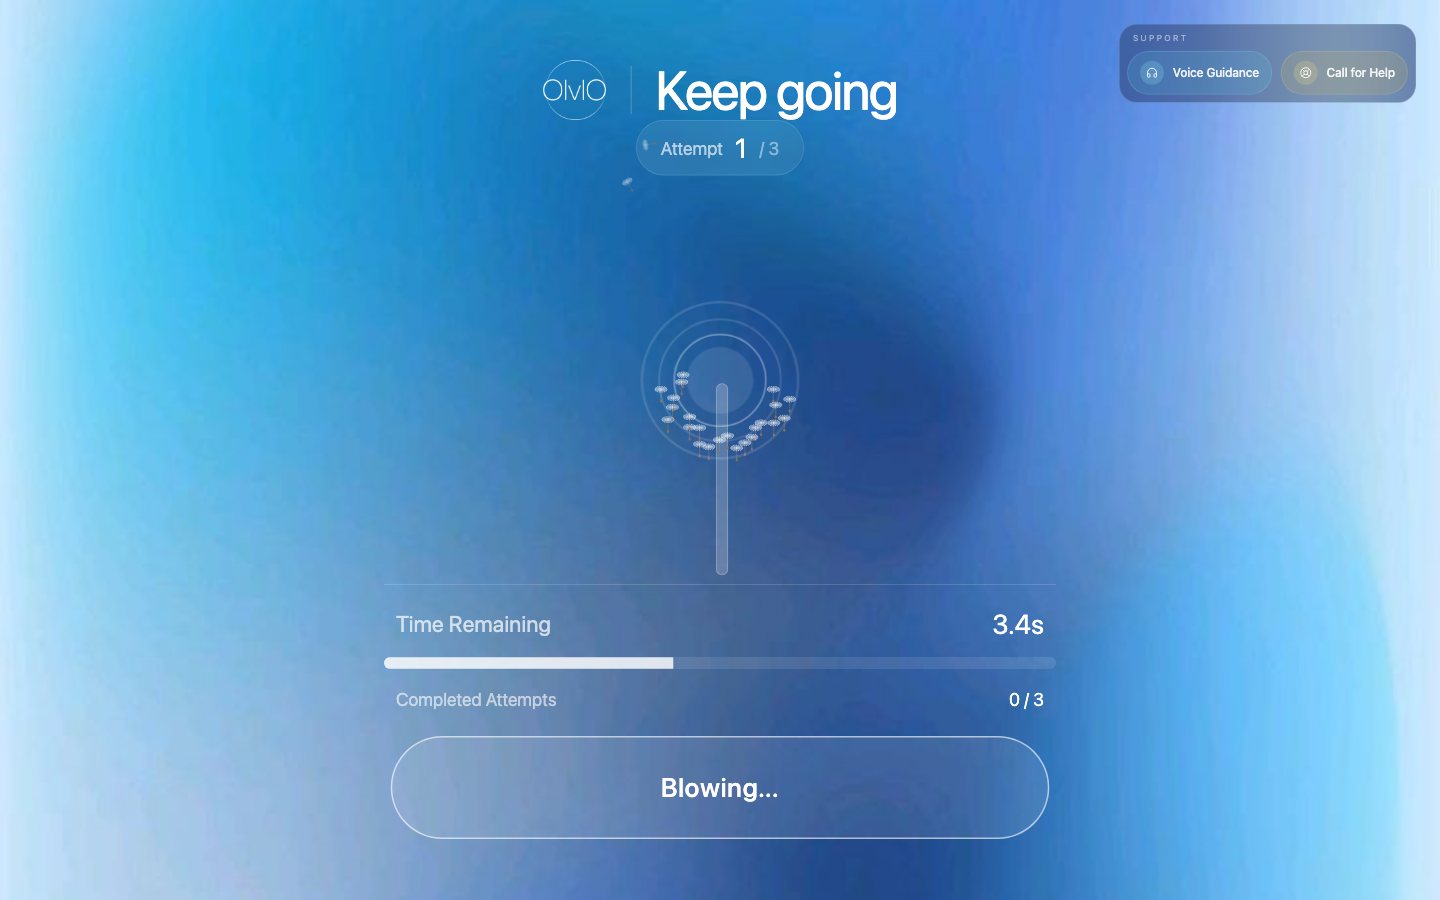 OIVIO
Keep going
SUPPORT
Voice Guidance
Call for Help
Attempt 1 / 3
Time Remaining
3.4s
Completed Attempts
0 / 3
Blowing...